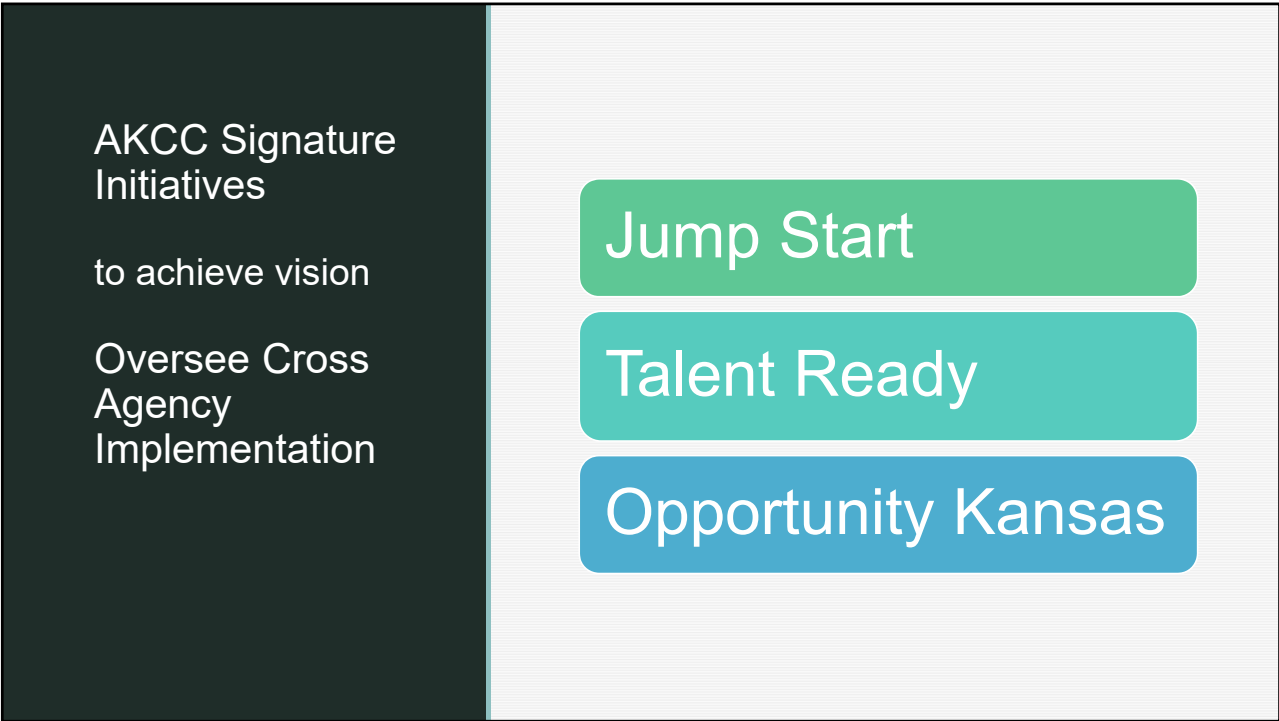 AKCC Signature
Initiatives
to achieve vision
Oversee Cross
Agency
Implementation
Jump Start
Talent Ready
Opportunity Kansas